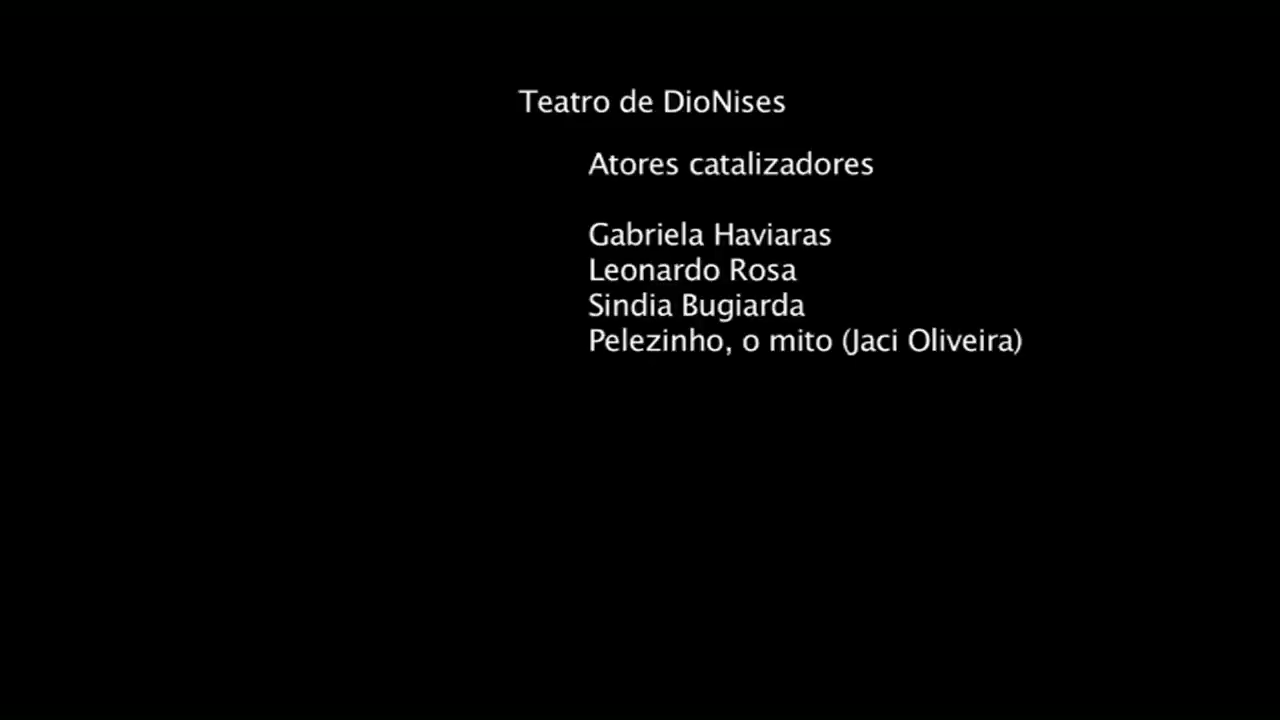 Teatro de DioNises
Atores catalizadores
Gabriela Haviaras
Leonardo Rosa
Sindia Bugiarda
Pelezinho, o mito (Jaci Oliveira)